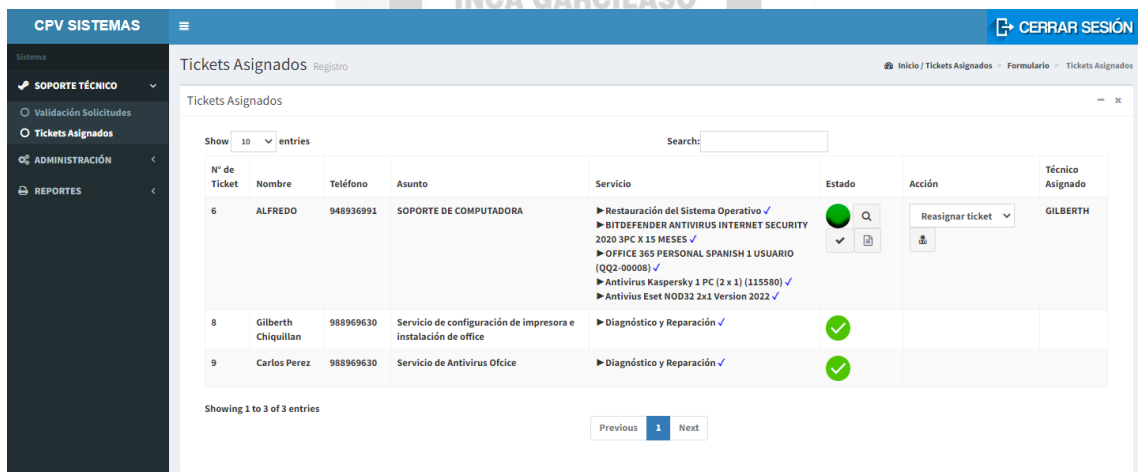 INCA GARCILASO
CPV SISTEMAS
CERRAR SESIÓN
Sistema
SOPORTE TÉCNICO
Validación Solicitudes
Tickets Asignados
ADMINISTRACIÓN
REPORTES
Tickets Asignados Registro
Inicio / Tickets Asignados > Formulario > Tickets Asignados
Tickets Asignados
Show 10 entries
Search:
N° de Ticket Nombre Teléfono Asunto Servicio Estado Acción Técnico Asignado
6 ALFREDO 948936991 SOPORTE DE COMPUTADORA
►Restauración del Sistema Operativo ✓
►BITDEFENDER ANTIVIRUS INTERNET SECURITY
2020 3PC X 15 MESES ✓
►OFFICE 365 PERSONAL SPANISH 1 USUARIO
(QQ2-00008) ✓
►Antivirus Kaspersky 1 PC (2 x 1) (115580) ✓
►Antivius Eset NOD32 2x1 Version 2022 ✓
Reasignar ticket
GILBERTH
8 Gilberth Chiquillan 988969630 Servicio de configuración de impresora e instalación de office ►Diagnóstico y Reparación ✓
9 Carlos Perez 988969630 Servicio de Antivirus Ofcice ►Diagnóstico y Reparación ✓
Showing 1 to 3 of 3 entries
Previous 1 Next